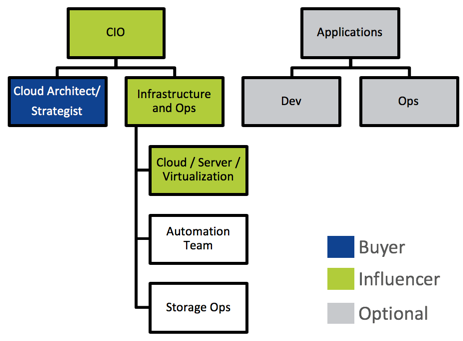 CIO
Applications
Cloud Architect/
Strategist
Infrastructure
and Ops
Dev
Ops
Cloud / Server /
Virtualization
Automation
Team
Storage Ops
Buyer
Influencer
Optional